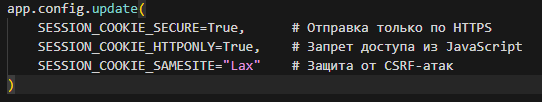 app.config.update(
    SESSION_COOKIE_SECURE=True,      # Отправка только по HTTPS
    SESSION_COOKIE_HTTPONLY=True,    # Запрет доступа из JavaScript
    SESSION_COOKIE_SAMESITE="Lax"    # Защита от CSRF-атак
)